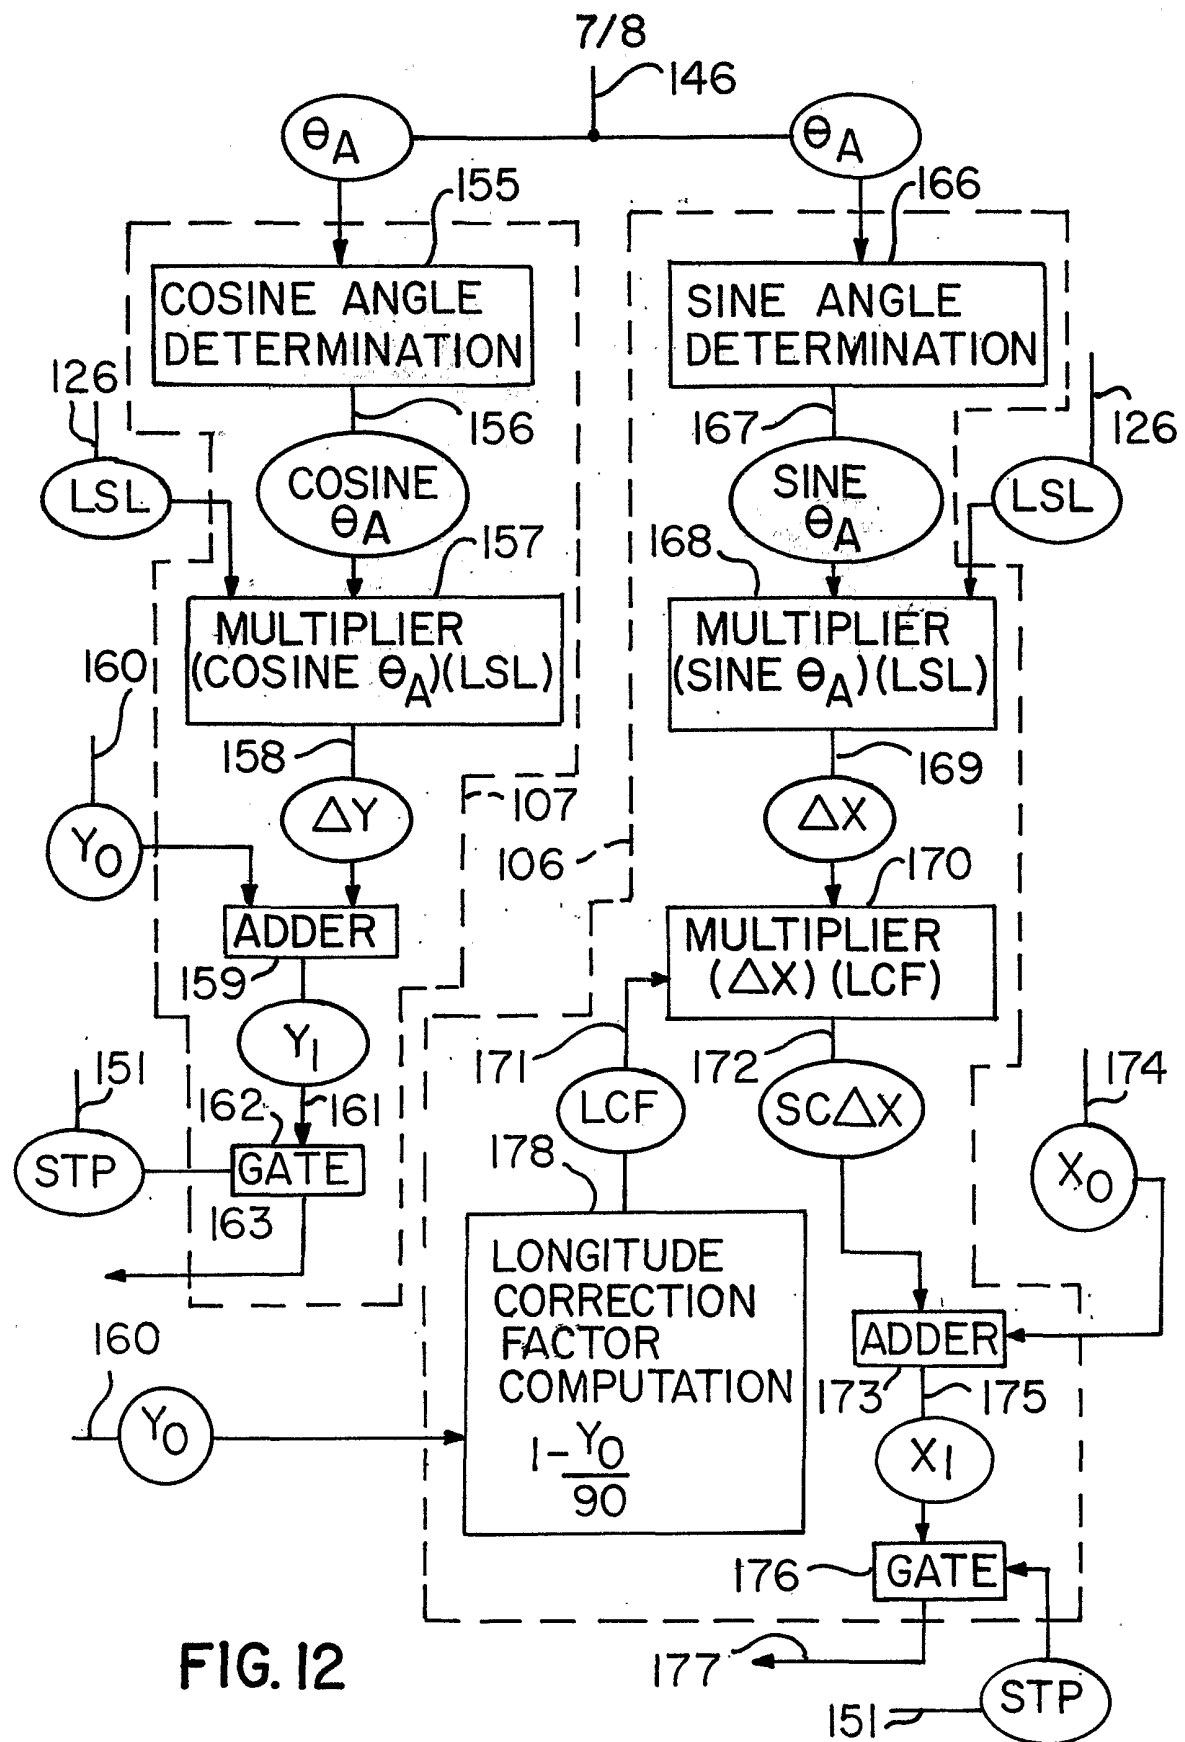 7/8
146
θA
θA
155
166
COSINE ANGLE
DETERMINATION
SINE ANGLE
DETERMINATION
126
156
167
126
LSL
COSINE
θA
SINE
θA
LSL
157
168
MULTIPLIER
(COSINE θA)(LSL)
MULTIPLIER
(SINE θA)(LSL)
160
158
169
ΔY
107
ΔX
Y0
106
170
ADDER
MULTIPLIER
(ΔX)(LCF)
159
Y1
171
172
151
162
161
LCF
SCΔX
174
STP
GATE
178
X0
163
LONGITUDE
CORRECTION
FACTOR
COMPUTATION
1-Y0
90
160
Y0
ADDER
173
175
X1
176
GATE
177
FIG. 12
STP
151